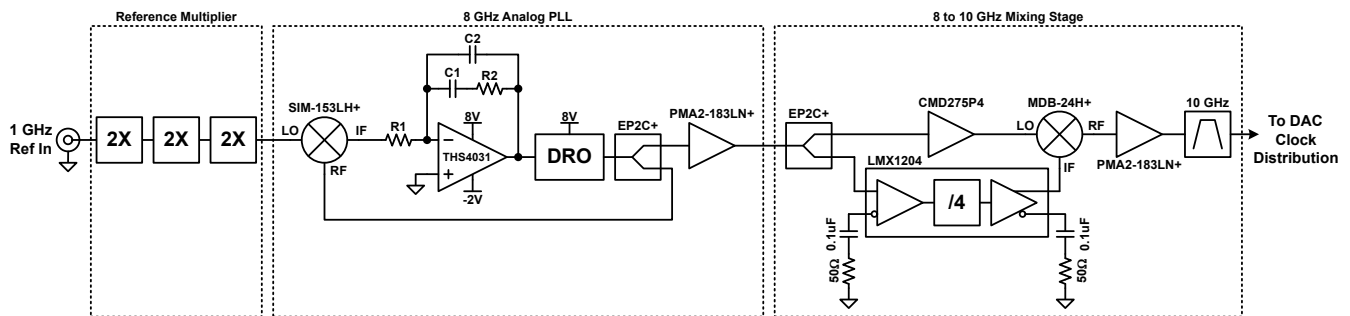 Reference Multiplier
8 GHz Analog PLL
8 to 10 GHz Mixing Stage
1 GHz
Ref In
2X
2X
2X
SIM-153LH+
LO
IF
RF
R1
C2
C1
R2
8V
THS4031
-2V
8V
DRO
EP2C+
PMA2-183LN+
EP2C+
CMD275P4
LMX1204
/4
0.1uF
50Ω
0.1uF
50Ω
MDB-24H+
LO
RF
IF
PMA2-183LN+
10 GHz
To DAC
Clock
Distribution